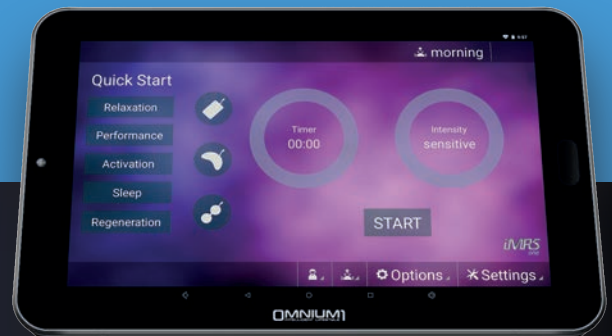 morning
Quick Start
Relaxation
Performance
Activation
Sleep
Regeneration
Timer
00:00
Intensity
sensitive
START
iMRS
Options
Settings
OMNIUM1